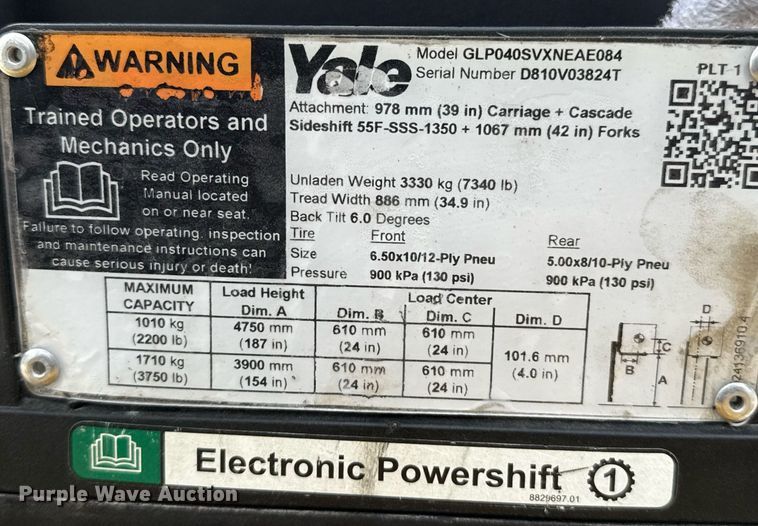 WARNING
Trained Operators and
Mechanics Only
Read Operating
Manual located
on or near seat.
Failure to follow operating, inspection
and maintenance instructions can
cause serious injury or death!
Yale
Model GLP040SVXNEAE084
Serial Number D810V03824T
PLT 1
Attachment: 978 mm (39 in) Carriage + Cascade
Sideshift 55F-SSS-1350 + 1067 mm (42 in) Forks
Unladen Weight 3330 kg (7340 lb)
Tread Width 886 mm (34.9 in)
Back Tilt 6.0 Degrees
Tire Front Rear
Size 6.50x10/12-Ply Pneu 5.00x8/10-Ply Pneu
Pressure 900 kPa (130 psi) 900 kPa (130 psi)
MAXIMUM CAPACITY Load Height Dim. A Load Center
Dim. B Dim. C Dim. D
1010 kg 4750 mm 610 mm 610 mm
(2200 lb) (187 in) (24 in) (24 in)
101.6 mm
(4.0 in)
1710 kg 3900 mm 610 mm 610 mm
(3750 lb) (154 in) (24 in) (24 in)
D
C
B
A
24136910.4
Electronic Powershift 1
8829697.01
Purple Wave Auction